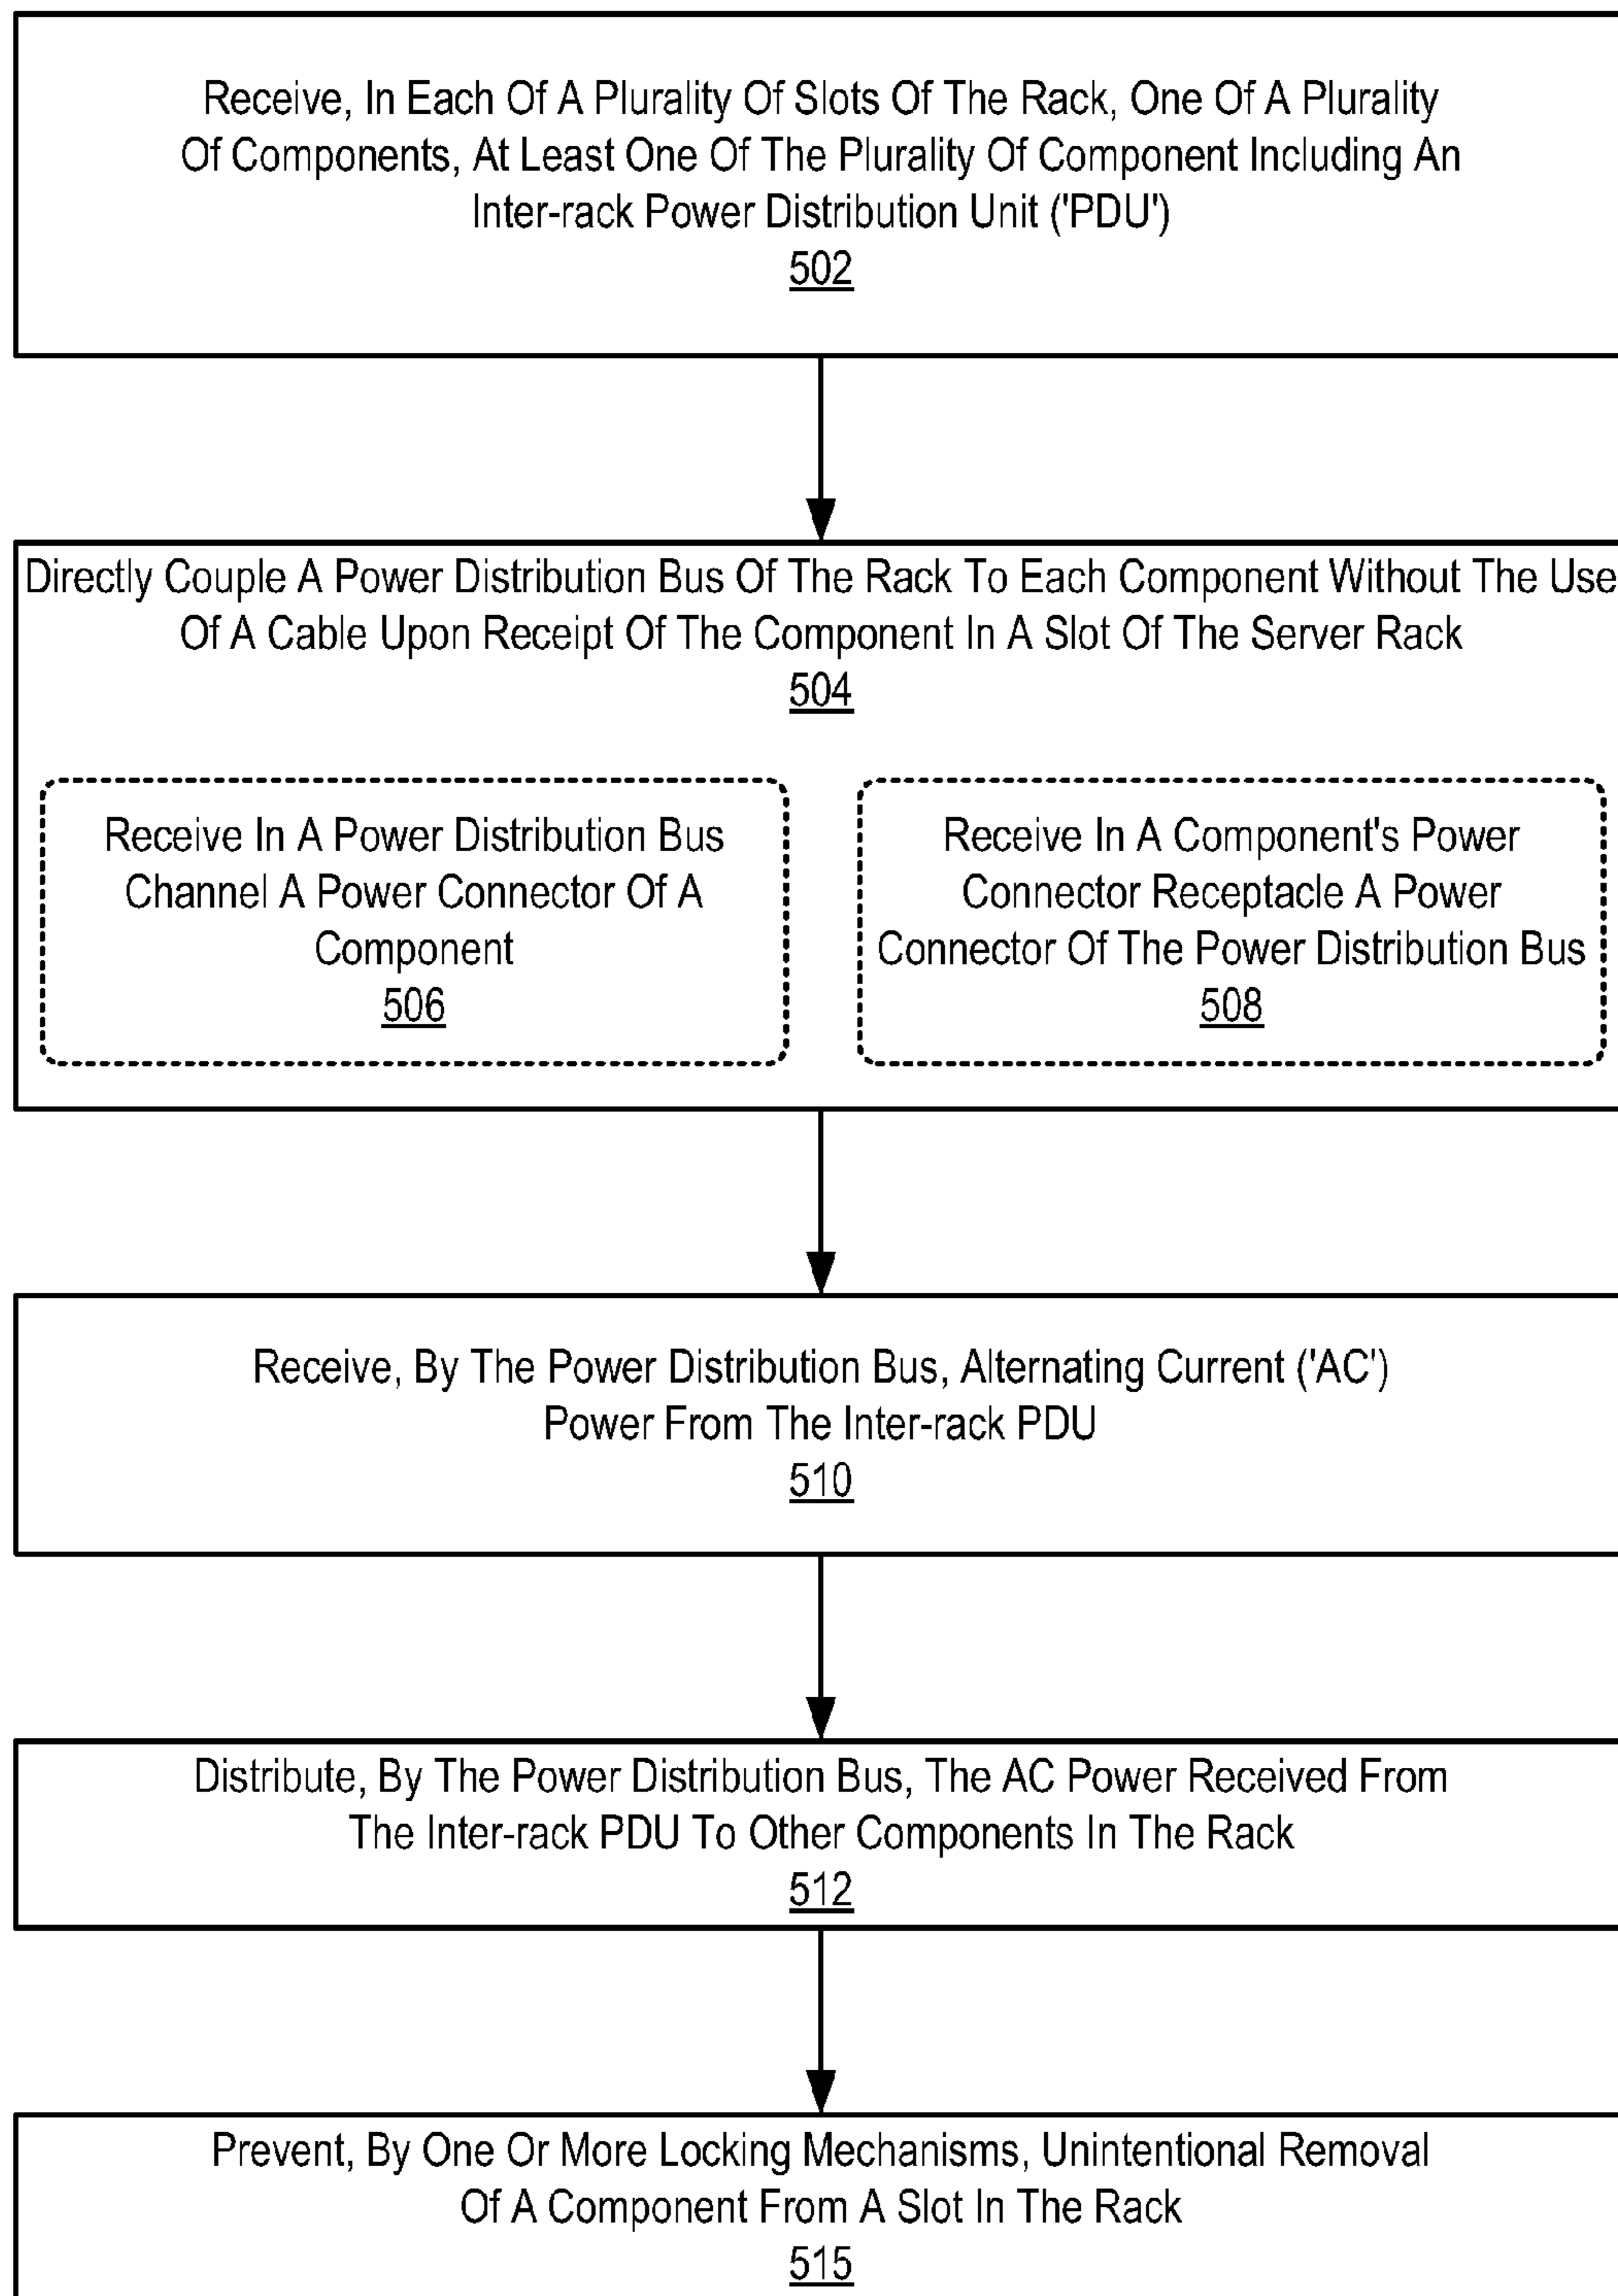 Receive, In Each Of A Plurality Of Slots Of The Rack, One Of A Plurality
Of Components, At Least One Of The Plurality Of Component Including An
Inter-rack Power Distribution Unit ('PDU')
502
Directly Couple A Power Distribution Bus Of The Rack To Each Component Without The Use
Of A Cable Upon Receipt Of The Component In A Slot Of The Server Rack
504
Receive In A Power Distribution Bus
Channel A Power Connector Of A
Component
506
Receive In A Component's Power
Connector Receptacle A Power
Connector Of The Power Distribution Bus
508
Receive, By The Power Distribution Bus, Alternating Current ('AC')
Power From The Inter-rack PDU
510
Distribute, By The Power Distribution Bus, The AC Power Received From
The Inter-rack PDU To Other Components In The Rack
512
Prevent, By One Or More Locking Mechanisms, Unintentional Removal
Of A Component From A Slot In The Rack
515